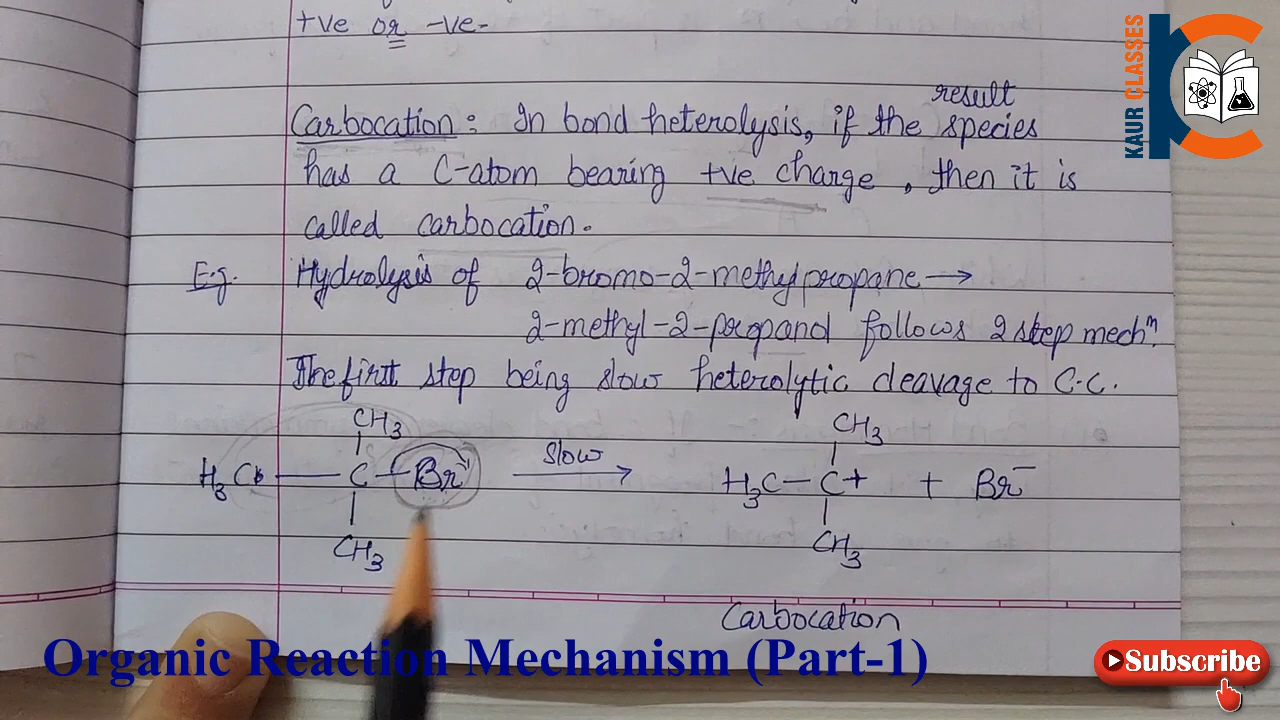 +ve or -ve-
result
Carbocation: In bond heterolysis, if the species
has a C-atom bearing +ve charge, then it is
called carbocation.
E.g. Hydrolysis of 2-bromo-2-methylpropane →
2-methyl-2-propanol follows 2 step mechⁿ.
The first step being slow heterolytic cleavage to C.C.
CH₃ CH₃
H₃C — C — Br slow → H₃C — C+ + Br⁻
CH₃ CH₃
Carbocation
KAUR CLASSES
KC
Organic Reaction Mechanism (Part-1)
Subscribe